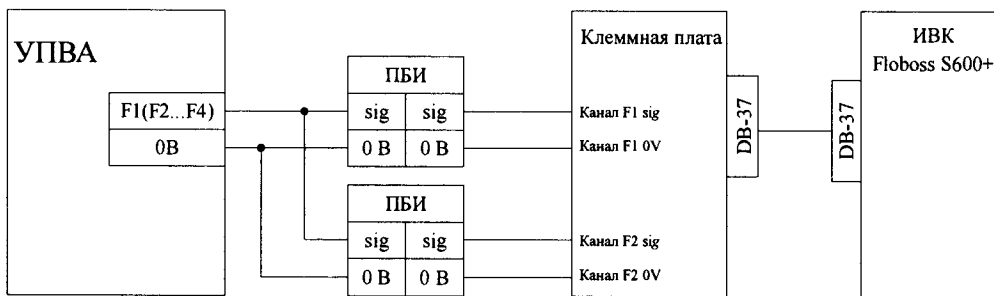 УПВА
F1(F2...F4)
0В
ПБИ
sig sig
0 В 0 В
ПБИ
sig sig
0 В 0 В
Клеммная плата
Канал F1 sig
Канал F1 0V
Канал F2 sig
Канал F2 0V
DB-37
DB-37
ИВК
Floboss S600+